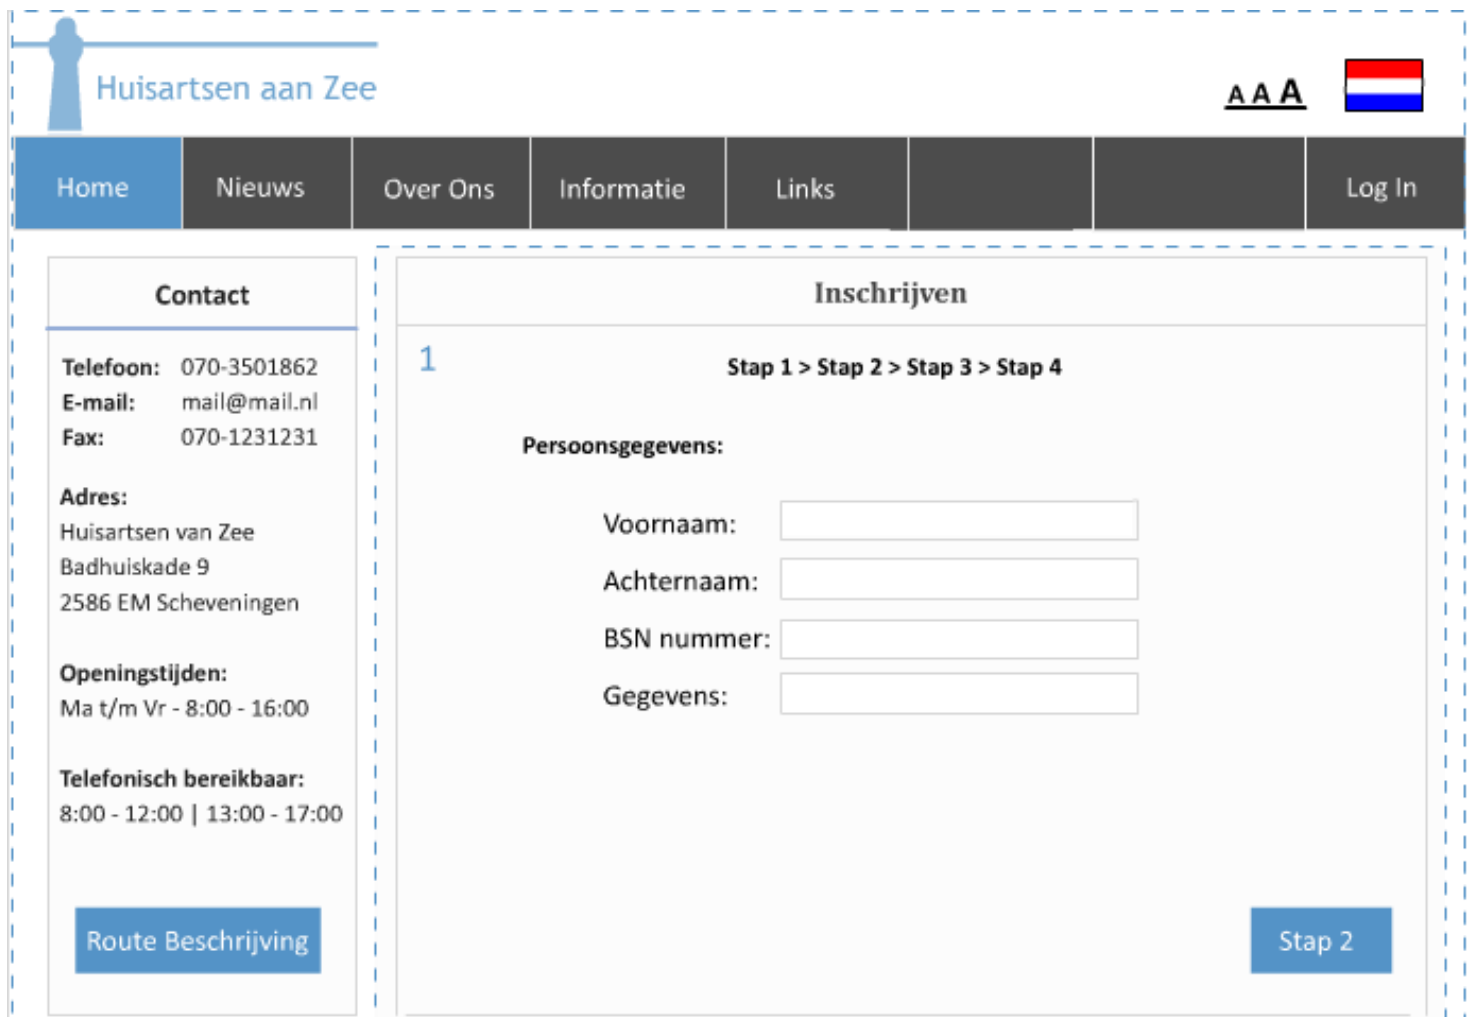 Huisartsen aan Zee
A A A
Home Nieuws Over Ons Informatie Links Log In
Contact
Telefoon: 070-3501862
E-mail: mail@mail.nl
Fax: 070-1231231
Adres:
Huisartsen van Zee
Badhuiskade 9
2586 EM Scheveningen
Openingstijden:
Ma t/m Vr - 8:00 - 16:00
Telefonisch bereikbaar:
8:00 - 12:00 | 13:00 - 17:00
Route Beschrijving
Inschrijven
1
Stap 1 > Stap 2 > Stap 3 > Stap 4
Persoonsgegevens:
Voornaam:
Achternaam:
BSN nummer:
Gegevens:
Stap 2